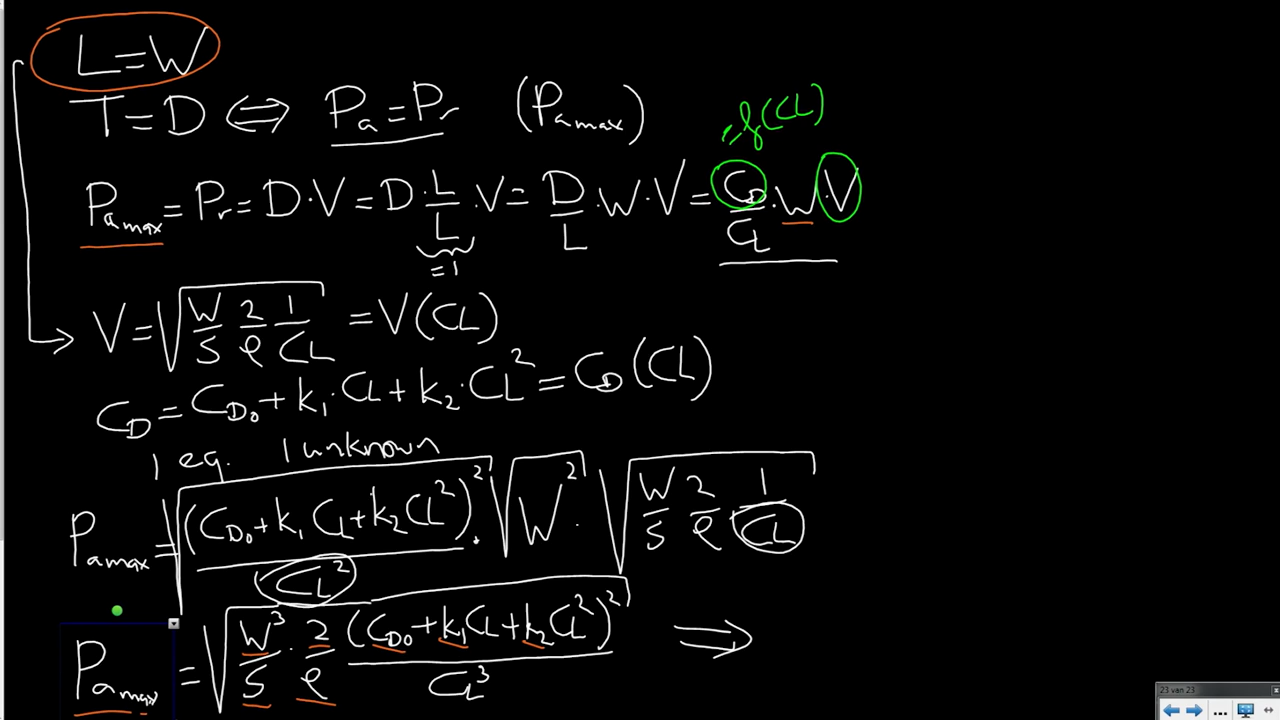 L=W
T=D ⇔ Pa=Pr (Pamax)
=f(CL)
Pamax = Pr = D·V = D·L/L·V = D/L·W·V = CD/CL·W·V
=1
V = √(W/S 2/ρ 1/CL) = V(CL)
CD = CD0 + k1·CL + k2·CL² = CD(CL)
1 eq. 1 unknown
Pamax = √((CD0+k1CL+k2CL²)²/CL²)·√(W²)·√(W/S 2/ρ 1/CL)
Pamax = √(W³/S · 2/ρ (CD0+k1CL+k2CL²)²/CL³) ⇒
23 van 23